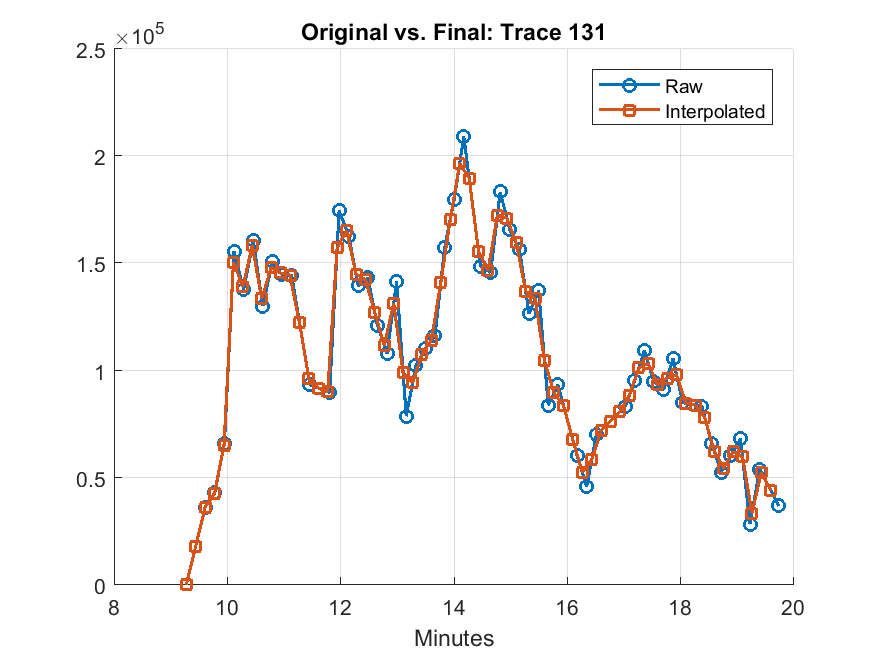 Original vs. Final: Trace 131
×10^5
2.5
2
1.5
1
0.5
0
8 10 12 14 16 18 20
Minutes
Raw
Interpolated